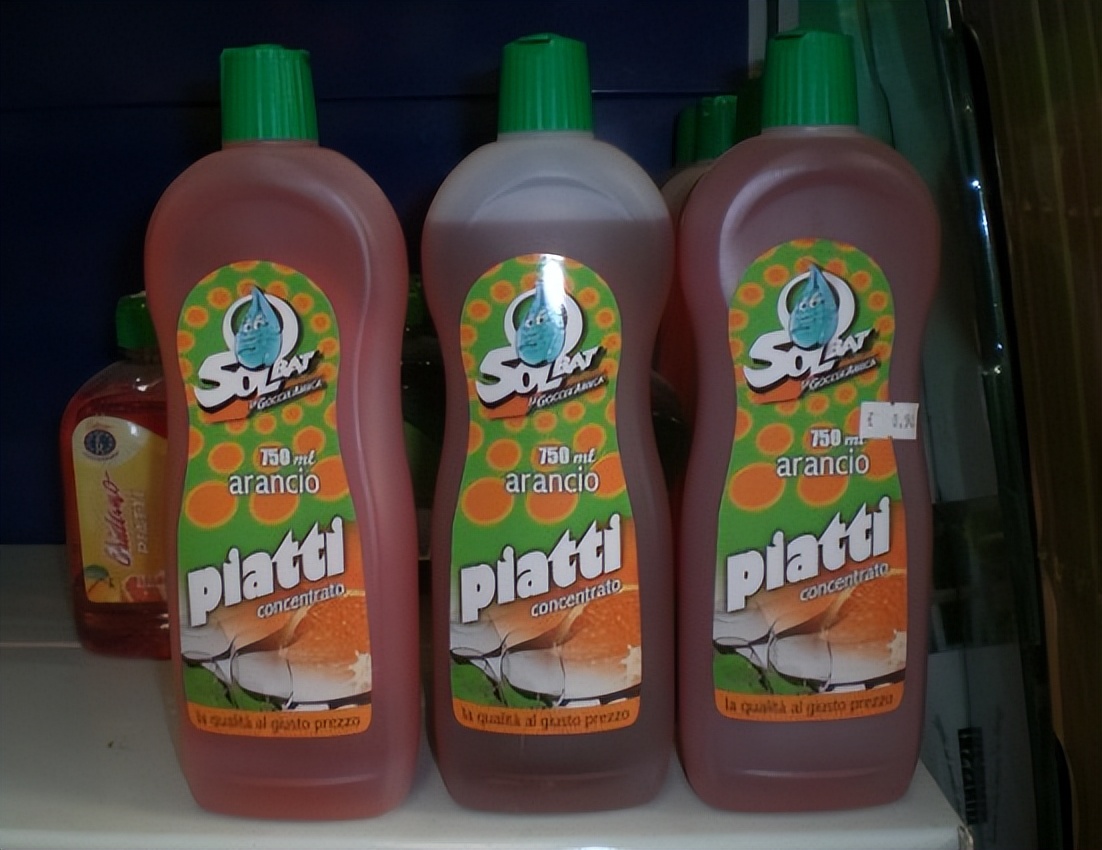 SOLBAT
la GOCCIA AMICA
750 ml
arancio
piatti
concentrato
la qualità al giusto prezzo
SOLBAT
la GOCCIA AMICA
750 ml
arancio
piatti
concentrato
la qualità al giusto prezzo
SOLBAT
la GOCCIA AMICA
750 ml
arancio
piatti
concentrato
la qualità al giusto prezzo
piatti